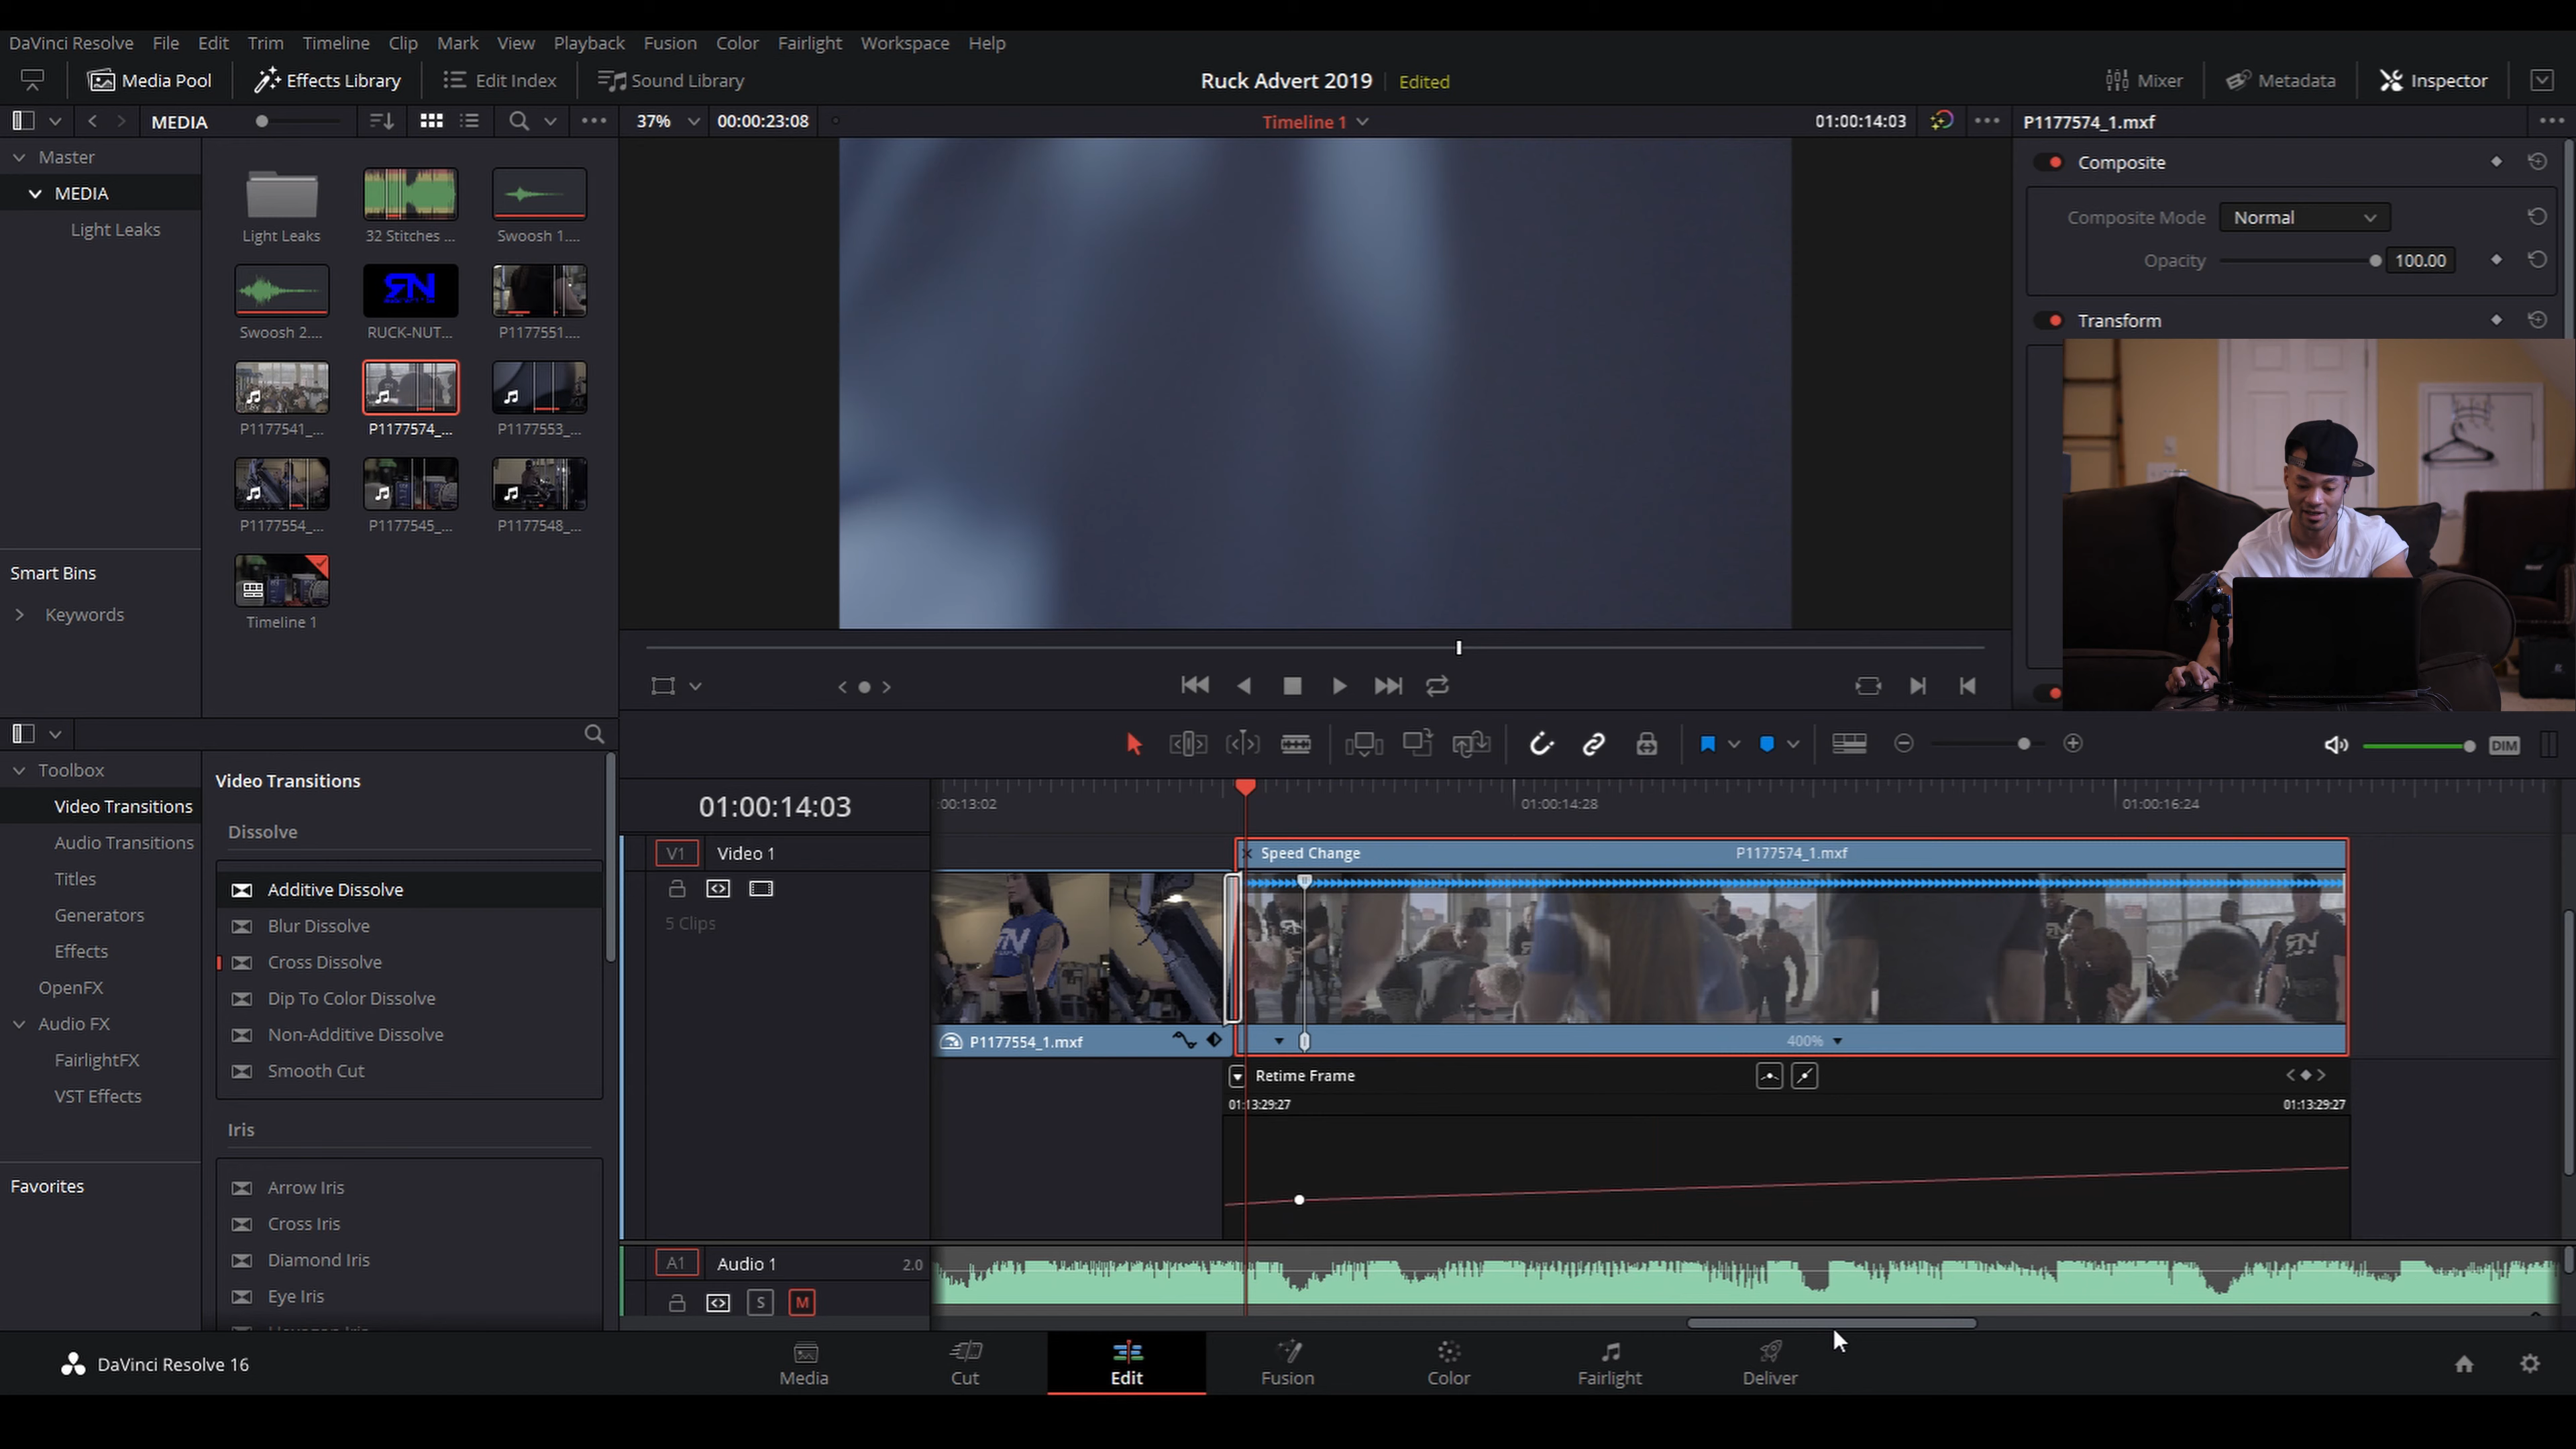 DaVinci Resolve File Edit Trim Timeline Clip Mark View Playback Fusion Color Fairlight Workspace Help
Media Pool Effects Library Edit Index Sound Library Ruck Advert 2019 Edited Mixer Metadata Inspector
MEDIA 37% 00:00:23:08 Timeline 1 01:00:14:03 P1177574_1.mxf
Master
MEDIA
Light Leaks
Light Leaks 32 Stitches ... Swoosh 1....
Swoosh 2.... RUCK-NUT... P1177551....
P1177541_... P1177574_... P1177553_...
P1177554_... P1177545_... P1177548_...
Timeline 1
Smart Bins
Keywords
Composite
Composite Mode Normal
Opacity 100.00
Transform
DIM
Toolbox
Video Transitions
Audio Transitions
Titles
Generators
Effects
OpenFX
Audio FX
FairlightFX
VST Effects
Favorites
Video Transitions
Dissolve
Additive Dissolve
Blur Dissolve
Cross Dissolve
Dip To Color Dissolve
Non-Additive Dissolve
Smooth Cut
Iris
Arrow Iris
Cross Iris
Diamond Iris
Eye Iris
01:00:14:03 :00:13:02 01:00:14:28 01:00:16:24
V1 Video 1 Speed Change P1177574_1.mxf
5 Clips
P1177554_1.mxf 400%
Retime Frame
01:13:29:27 01:13:29:27
A1 Audio 1 2.0
S M
DaVinci Resolve 16 Media Cut Edit Fusion Color Fairlight Deliver